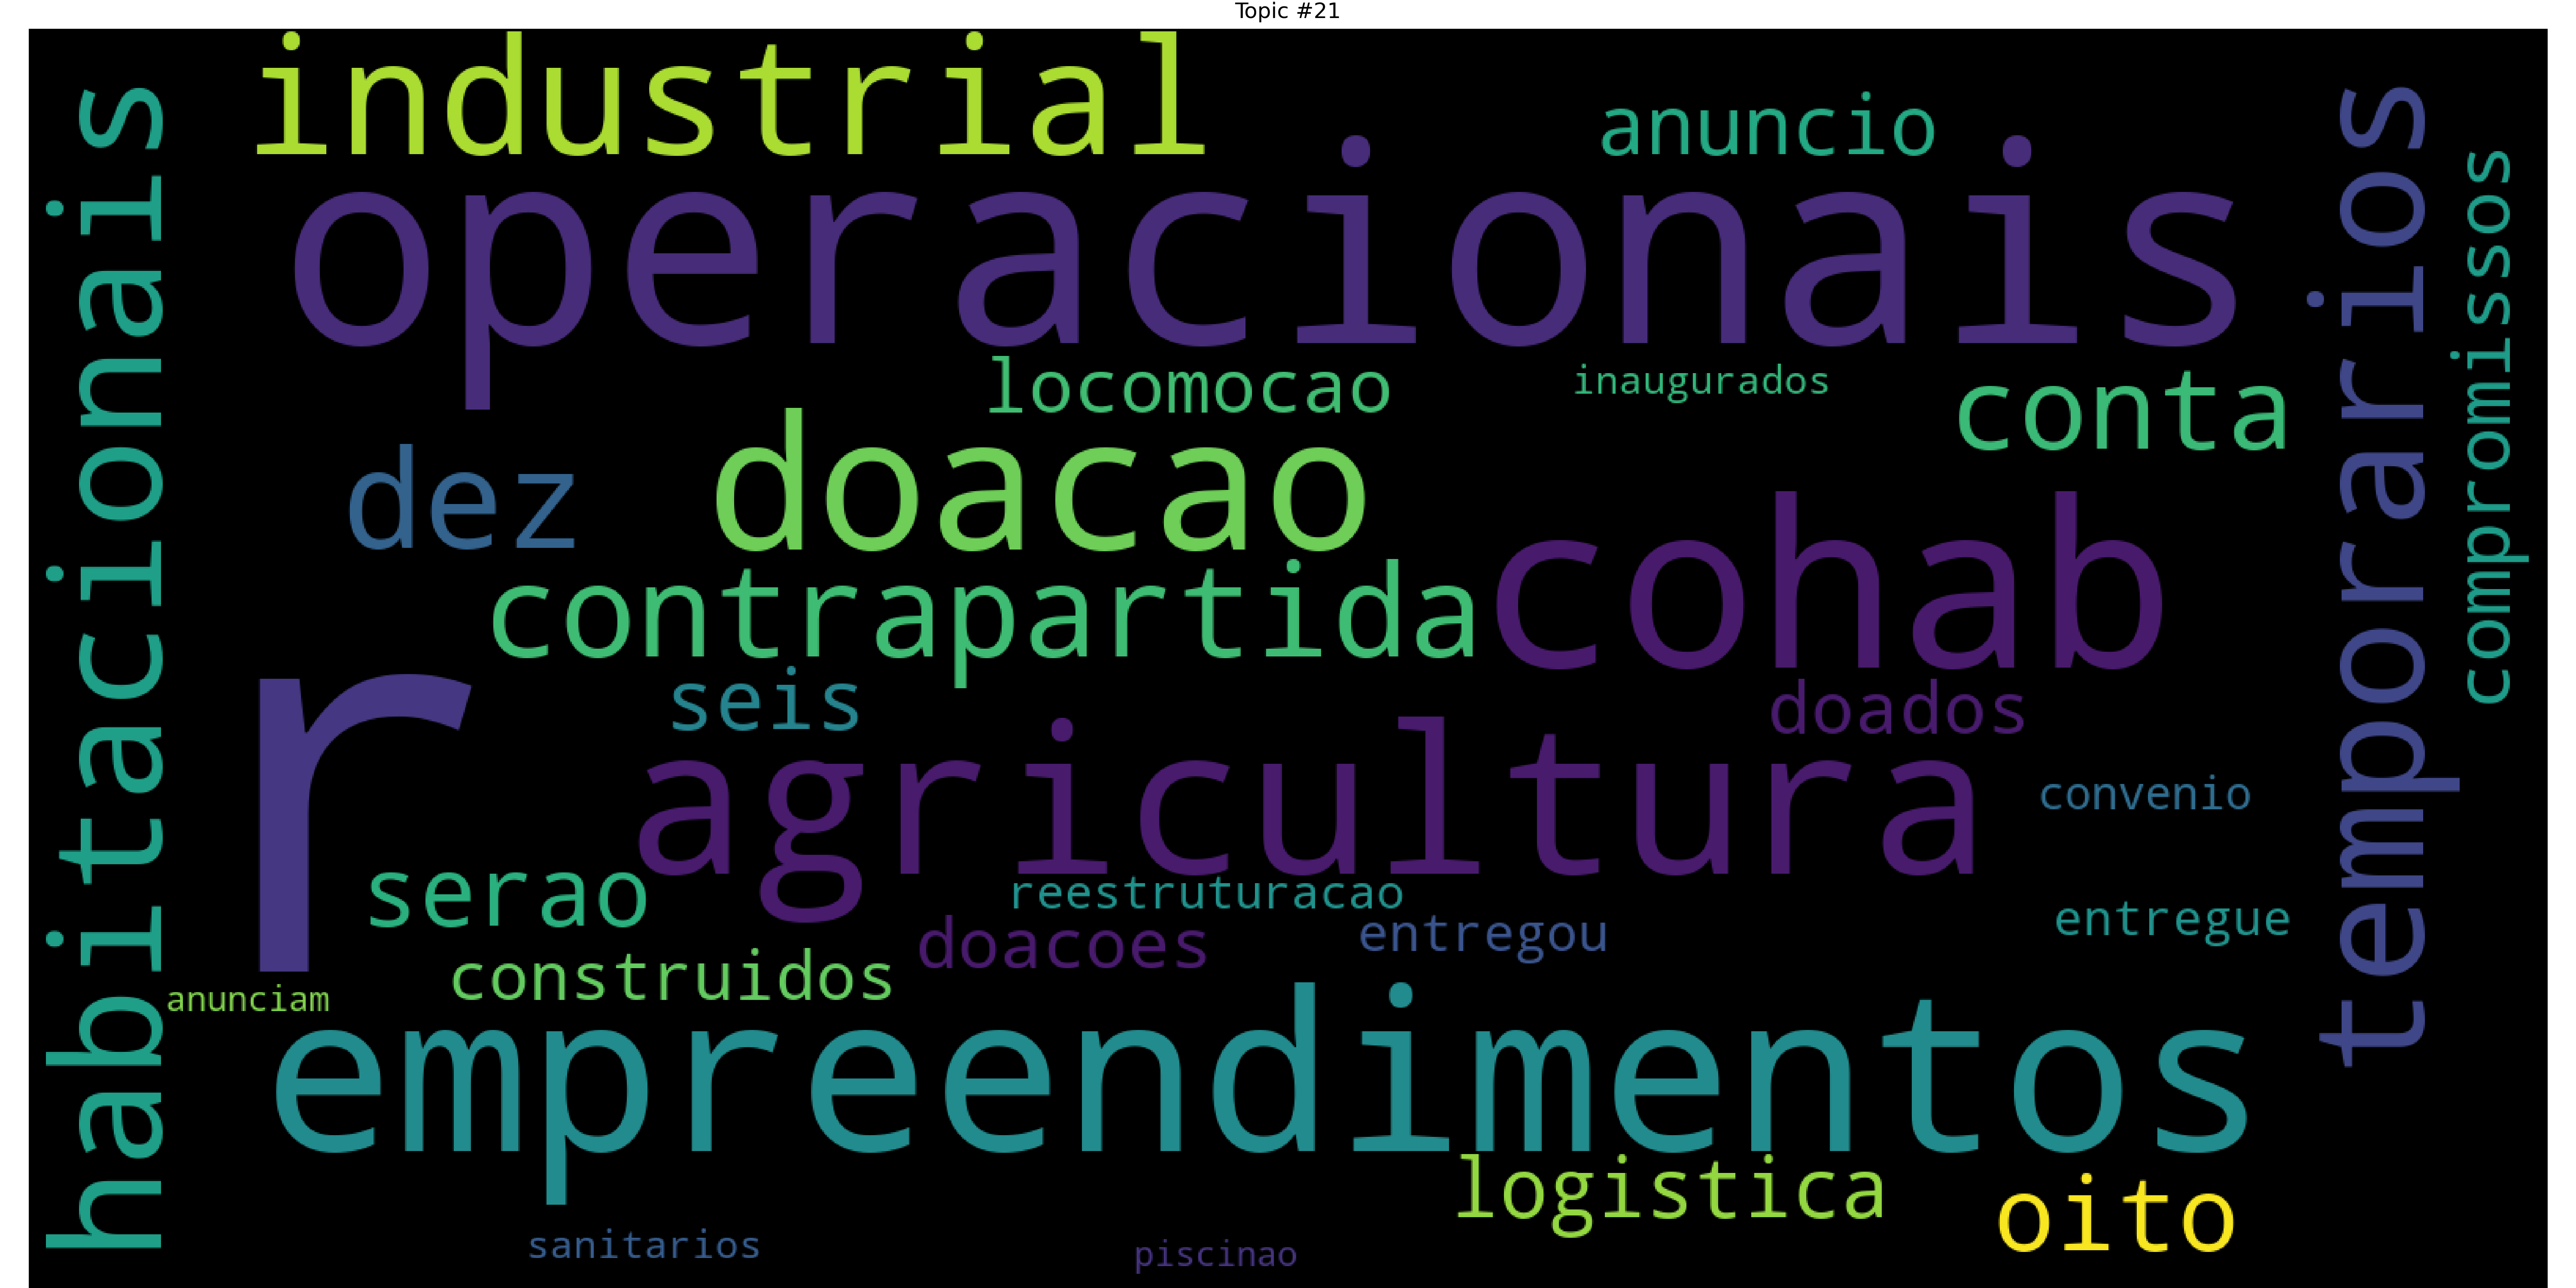 Topic #21
industrial
anuncio
operacionais
habitacionais
temporarios
compromissos
locomocao
inaugurados
conta
dez
doacao
cohab
contrapartida
seis
doados
r
agricultura
convenio
serao
reestruturacao
entregue
doacoes
entregou
construidos
anunciam
empreendimentos
logistica
oito
sanitarios
piscinao